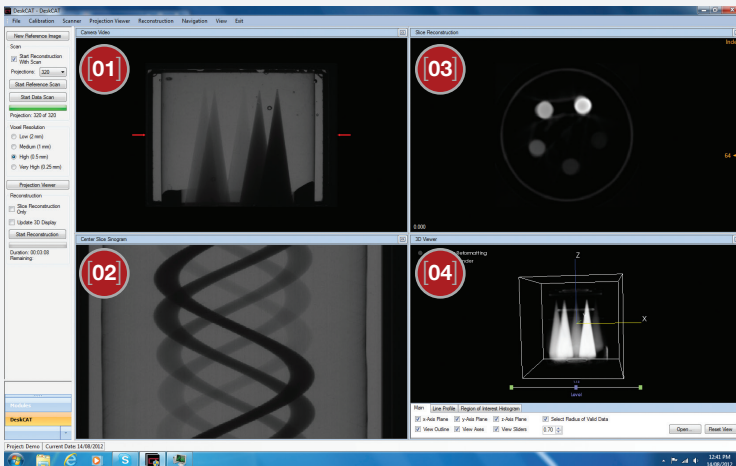 DeskCAT - DeskCAT
File Calibration Scanner Projection Viewer Reconstruction Navigation View Exit
New Reference Image
Scan
Start Reconstruction
With Scan
Projections: 320
Start Reference Scan
Start Data Scan
Projection: 320 of 320
Voxel Resolution
Low (2 mm)
Medium (1 mm)
High (0.5 mm)
Very High (0.25 mm)
Projection Viewer
Reconstruction
Slice Reconstruction
Only
Update 3D Display
Start Reconstruction
Duration: 00:03:08
Remaining:
Modules
DeskCAT
Camera Video
[01]
Slice Reconstruction
[03]
Inde
64
0.000
Center Slice Sinogram
[02]
3D Viewer
[04]
Reformatting
Z
X
Level
Main Line Profile Region of Interest Histogram
x-Axis Plane y-Axis Plane z-Axis Plane Select Radius of Valid Data
View Outline View Axes View Sliders 0.70 Open... Reset View
Project: Demo Current Date: 14/08/2012
12:41 PM
14/08/2012